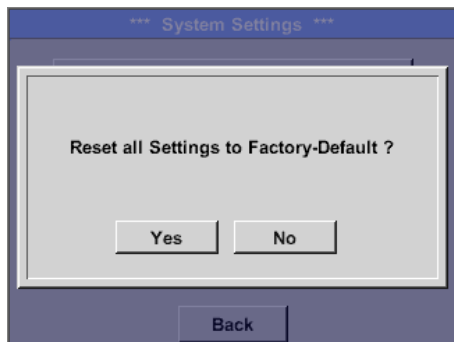 *** System Settings ***
Reset all Settings to Factory-Default ?
Yes No
Back